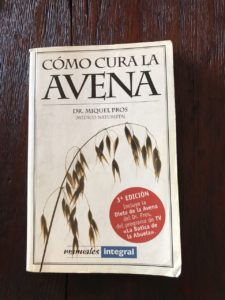 CÓMO CURA LA
AVENA
DR. MIQUEL PROS
(MÉDICO NATURISTA)
3ª EDICIÓN
Incluye la
Dieta de la Avena
del Dr. Pros,
del programa de TV
«La Botica de
la Abuela».
manuales integral